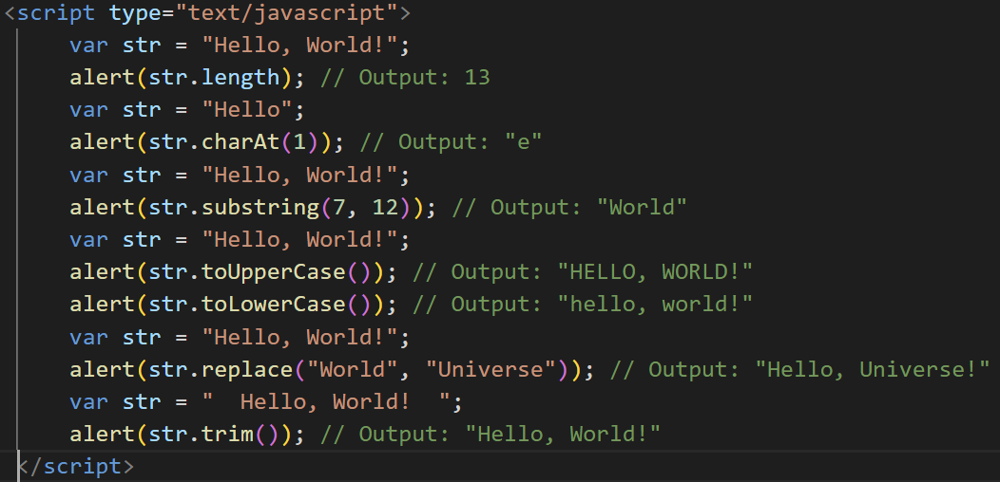 <script type="text/javascript">
    var str = "Hello, World!";
    alert(str.length); // Output: 13
    var str = "Hello";
    alert(str.charAt(1)); // Output: "e"
    var str = "Hello, World!";
    alert(str.substring(7, 12)); // Output: "World"
    var str = "Hello, World!";
    alert(str.toUpperCase()); // Output: "HELLO, WORLD!"
    alert(str.toLowerCase()); // Output: "hello, world!"
    var str = "Hello, World!";
    alert(str.replace("World", "Universe")); // Output: "Hello, Universe!"
    var str = "  Hello, World!  ";
    alert(str.trim()); // Output: "Hello, World!"
</script>